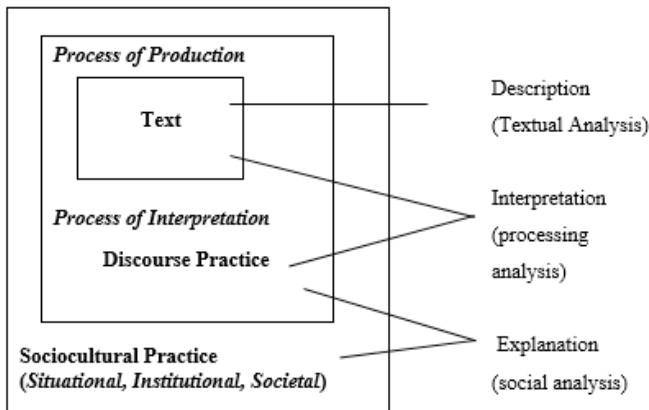 Process of Production
Text
Process of Interpretation
Discourse Practice
Sociocultural Practice
(Situational, Institutional, Societal)
Description
(Textual Analysis)
Interpretation
(processing
analysis)
Explanation
(social analysis)